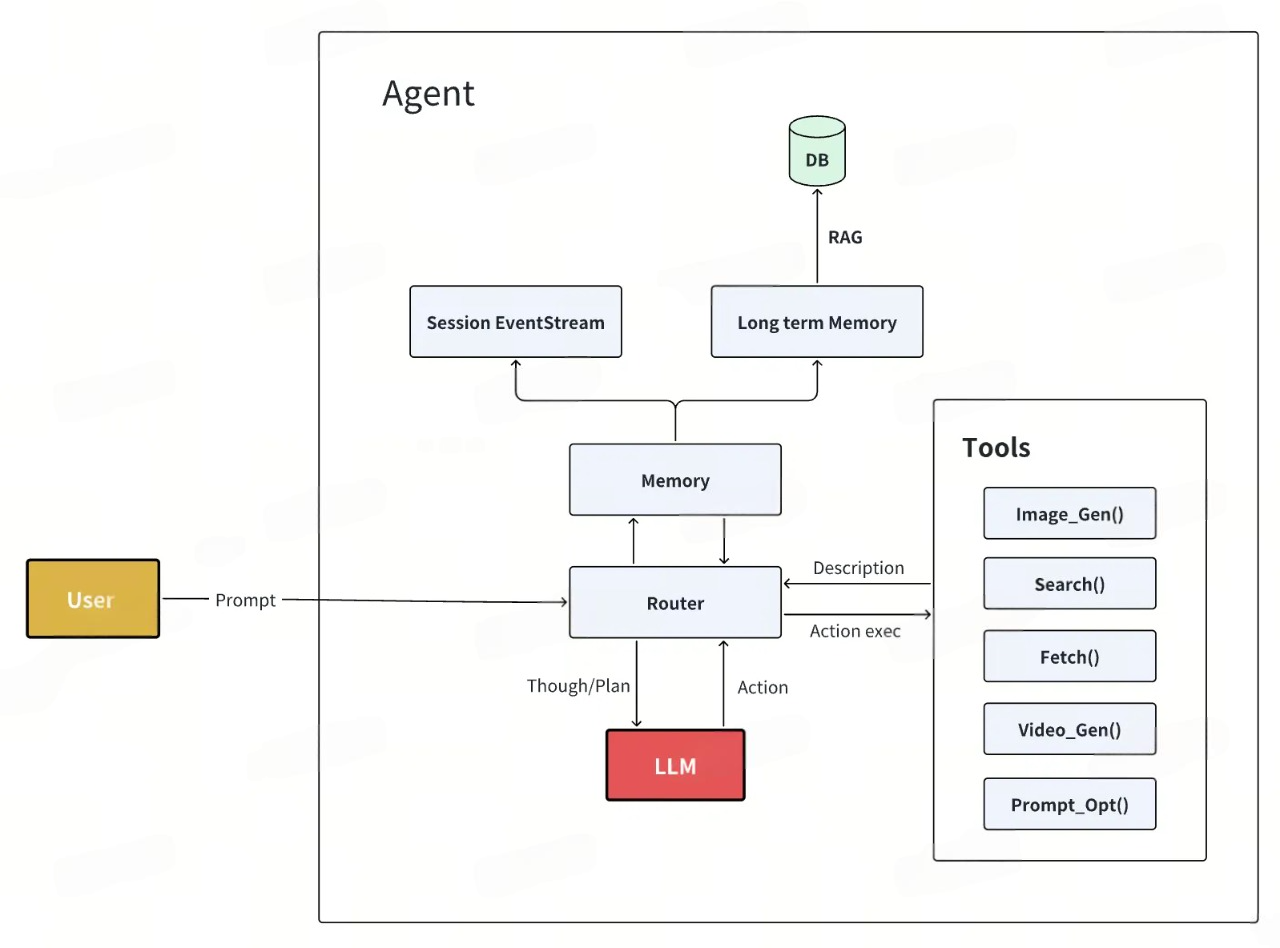 Agent
DB
RAG
Session EventStream
Long term Memory
Memory
Tools
Image_Gen()
Search()
Fetch()
Video_Gen()
Prompt_Opt()
User
Prompt
Router
Description
Action exec
Though/Plan
Action
LLM